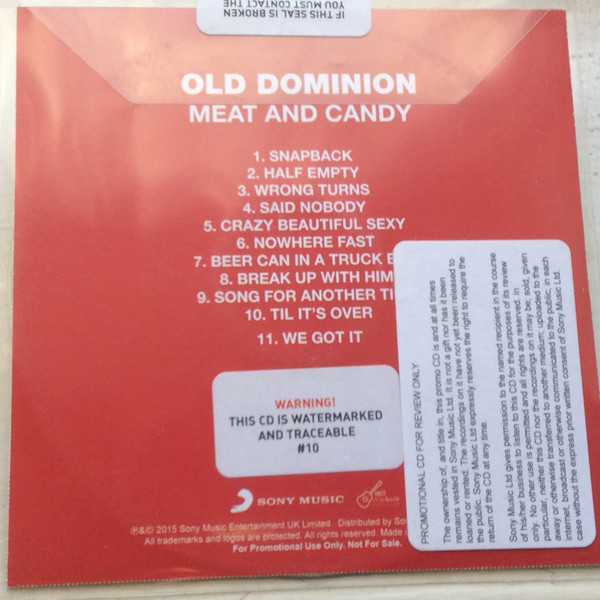 IF THIS SEAL IS BROKEN
YOU MUST CONTACT THE
OLD DOMINION
MEAT AND CANDY
1. SNAPBACK
2. HALF EMPTY
3. WRONG TURNS
4. SAID NOBODY
5. CRAZY BEAUTIFUL SEXY
6. NOWHERE FAST
7. BEER CAN IN A TRUCK B
8. BREAK UP WITH HIM
9. SONG FOR ANOTHER TI
10. TIL IT'S OVER
11. WE GOT IT
WARNING!
THIS CD IS WATERMARKED
AND TRACEABLE
#10
SONY MUSIC
℗&© 2015 Sony Music Entertainment UK Limited. Distributed by So
All trademarks and logos are protected. All rights reserved. Made
For Promotional Use Only. Not For Sale.
PROMOTIONAL CD FOR REVIEW ONLY
The ownership of, and title in, this promo CD is and at all times
remains vested in Sony Music Ltd. It is not a gift nor has it been
loaned or rented. The recordings on it have not yet been released to
the public. Sony Music Ltd expressly reserves the right to require the
return of the CD at any time.
Sony Music Ltd gives permission to the named recipient in the course
of his/her business to listen to this CD for the purposes of its review
only. No other use is permitted and all rights are reserved. In
particular, neither this CD nor the recordings on it may be; sold, given
away or otherwise transferred to another medium; uploaded to the
internet, broadcast or otherwise communicated to the public; in each
case without the express prior written consent of Sony Music Ltd.